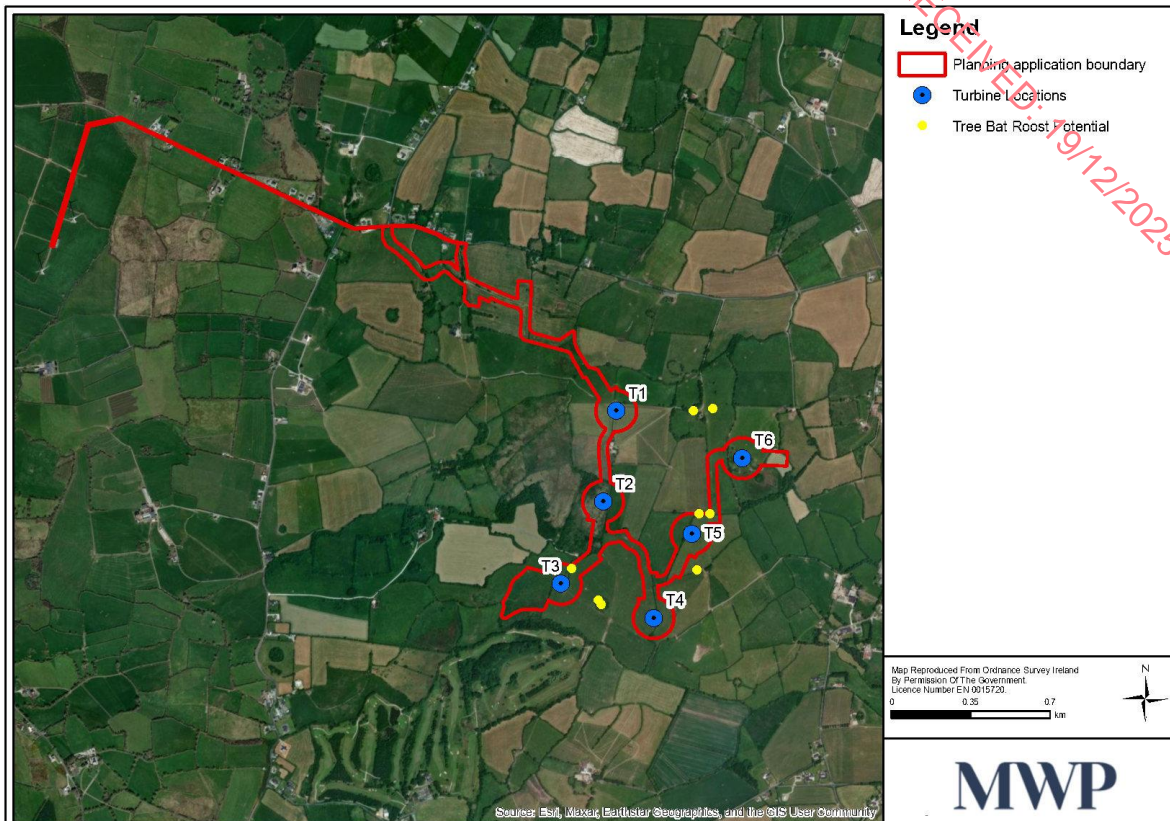 Legend
Planning application boundary
Turbine Locations
Tree Bat Roost Potential
RECEIVED: 19/12/2025
T1
T6
T2
T5
T3
T4
Map Reproduced From Ordnance Survey Ireland
By Permission Of The Government.
Licence Number EN 0015720.
N
0 0.35 0.7
km
MWP
Source: Esri, Maxar, Earthstar Geographics, and the GIS User Community